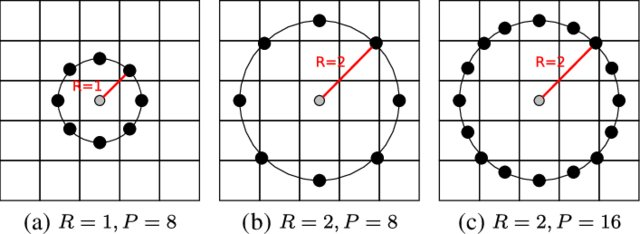 R=1
R=2
R=2
(a) R = 1, P = 8
(b) R = 2, P = 8
(c) R = 2, P = 16